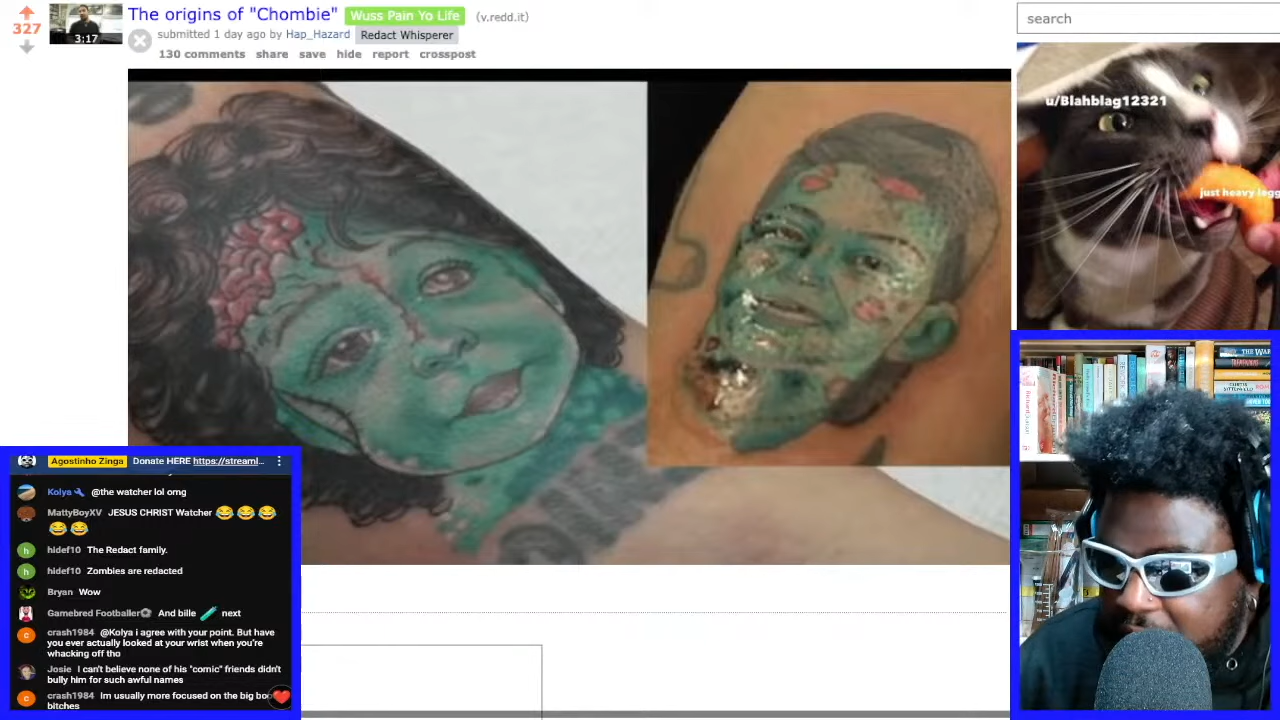 327
3:17
The origins of "Chombie" Wuss Pain Yo Life (v.redd.it)
submitted 1 day ago by Hap_Hazard Redact Whisperer
130 comments share save hide report crosspost
search
u/Blahblag12321
just heavy legg
Agostinho Zinga Donate HERE https://streaml...
Kolya @the watcher lol omg
MattyBoyXV JESUS CHRIST Watcher 😂 😂 😂
😂 😂
hidef10 The Redact family.
hidef10 Zombies are redacted
Bryan Wow
Gamebred Footballer⚽ And bille 🧪 next
crash1984 @Kolya i agree with your point. But have
you ever actually looked at your wrist when you're
whacking off tho
Josie I can't believe none of his "comic" friends didn't
bully him for such awful names
crash1984 Im usually more focused on the big boo
bitches
THE WAR
CURTIS
SITTENFELD